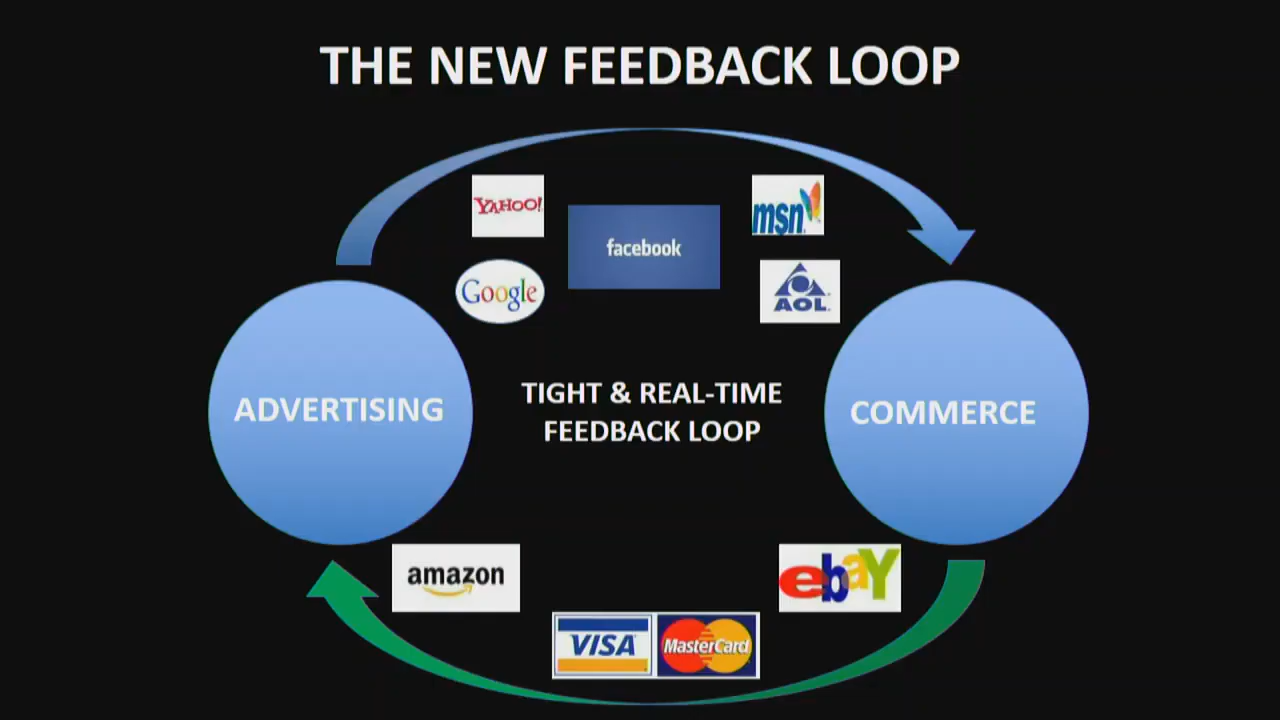 THE NEW FEEDBACK LOOP
YAHOO!
facebook
msn
Google
AOL
ADVERTISING
TIGHT & REAL-TIME
FEEDBACK LOOP
COMMERCE
amazon
ebaY
VISA
MasterCard